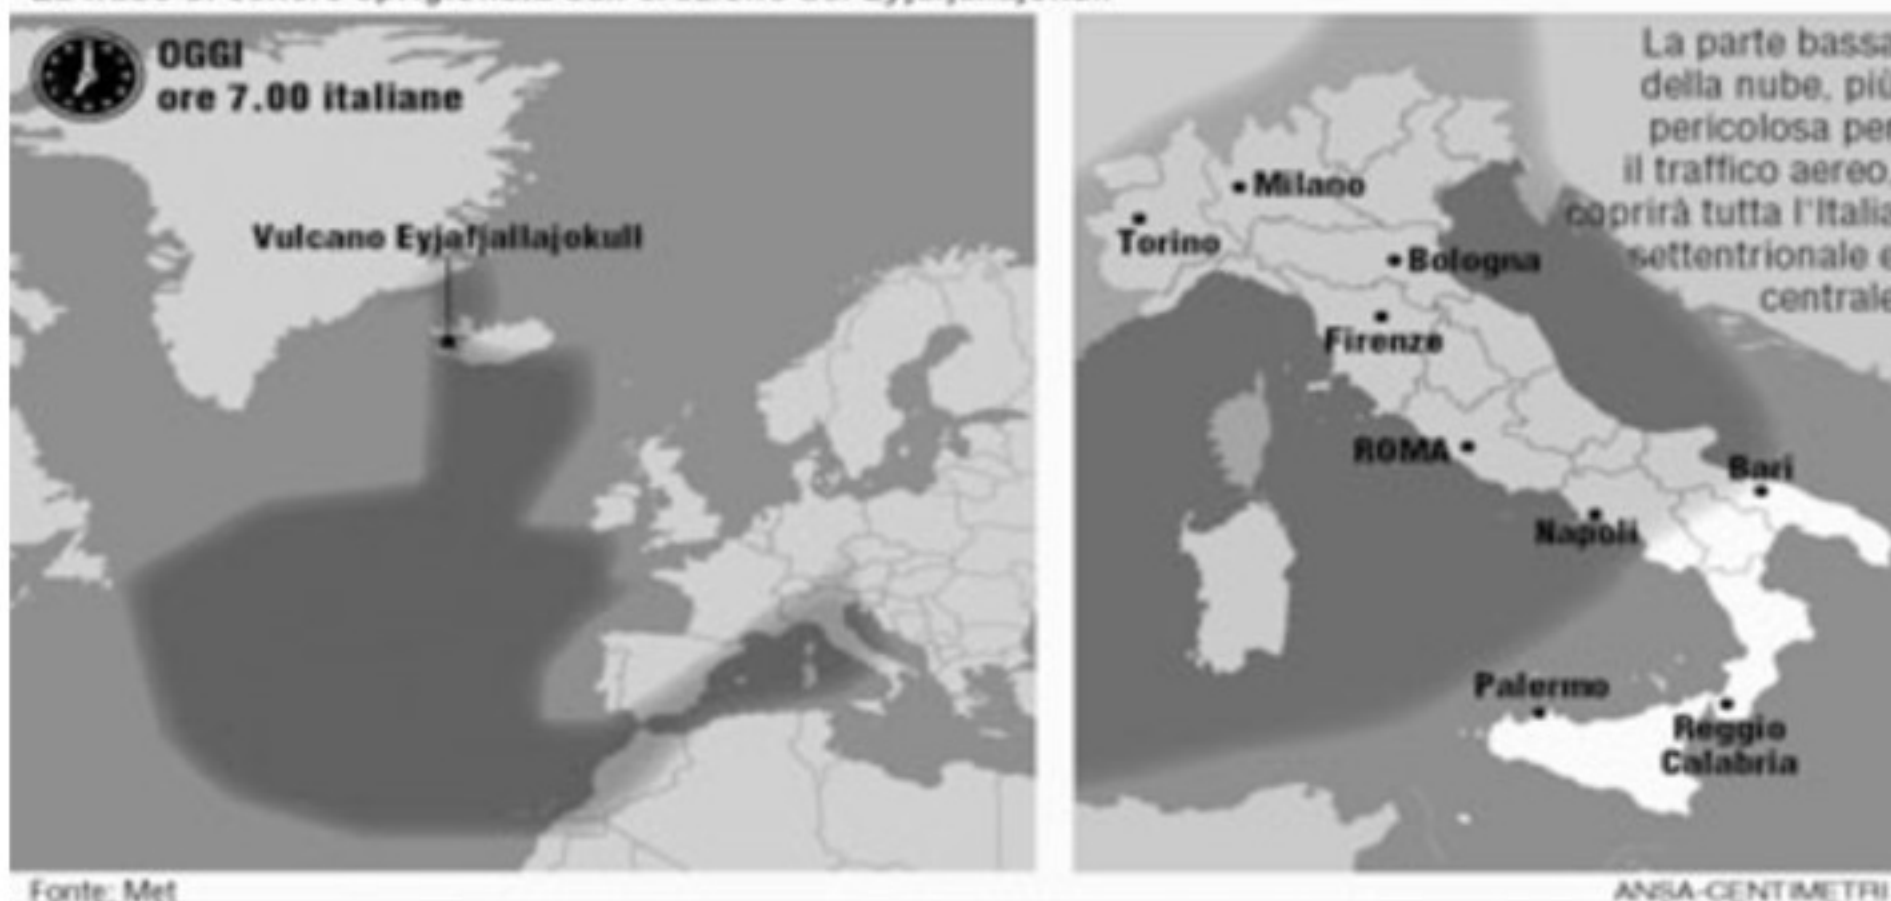 OGGI
ore 7.00 italiane
Vulcano Eyjafjallajokull
La parte bassa
della nube, più
pericolosa per
il traffico aereo,
coprirà tutta l'Italia
settentrionale e
centrale
Milano
Torino
Bologna
Firenze
ROMA
Bari
Napoli
Palermo
Reggio
Calabria
Fonte: Met
ANSA-CENTIMETRI